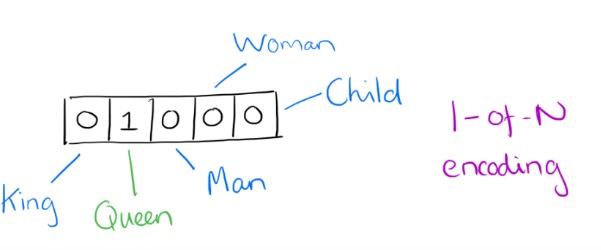 Woman
Child
0 1 0 0 0
King
Queen
Man
1-of-N
encoding